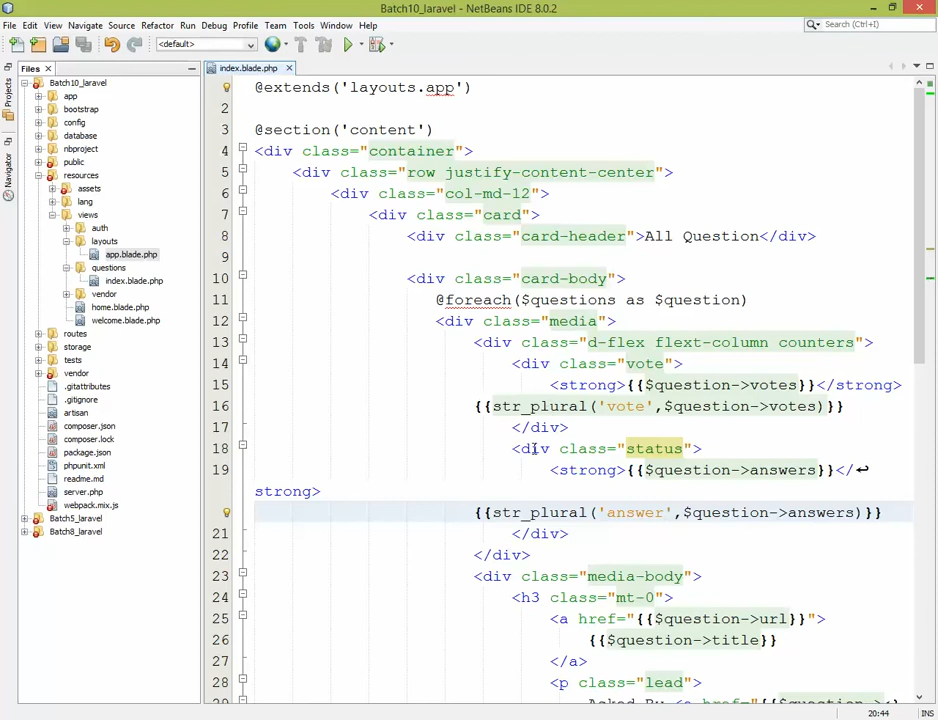 Batch10_laravel - NetBeans IDE 8.0.2
File Edit View Navigate Source Refactor Run Debug Profile Team Tools Window Help
Search (Ctrl+I)
<default>
Files
index.blade.php
Projects
Navigator
Batch10_laravel
app
bootstrap
config
database
nbproject
public
resources
assets
lang
views
auth
layouts
app.blade.php
questions
index.blade.php
vendor
home.blade.php
welcome.blade.php
routes
storage
tests
vendor
.gitattributes
.gitignore
artisan
composer.json
composer.lock
package.json
phpunit.xml
readme.md
server.php
webpack.mix.js
Batch5_laravel
Batch8_laravel
@extends('layouts.app')
2
3 @section('content')
4 <div class="container">
5 <div class="row justify-content-center">
6 <div class="col-md-12">
7 <div class="card">
8 <div class="card-header">All Question</div>
9
10 <div class="card-body">
11 @foreach($questions as $question)
12 <div class="media">
13 <div class="d-flex flext-column counters">
14 <div class="vote">
15 <strong>{{$question->votes}}</strong>
16 {{str_plural('vote',$question->votes)}}
17 </div>
18 <div class="status">
19 <strong>{{$question->answers}}</
strong>
{{str_plural('answer',$question->answers)}}
21 </div>
22 </div>
23 <div class="media-body">
24 <h3 class="mt-0">
25 <a href="{{$question->url}}">
26 {{$question->title}}
27 </a>
28 <p class="lead">
20:44 INS